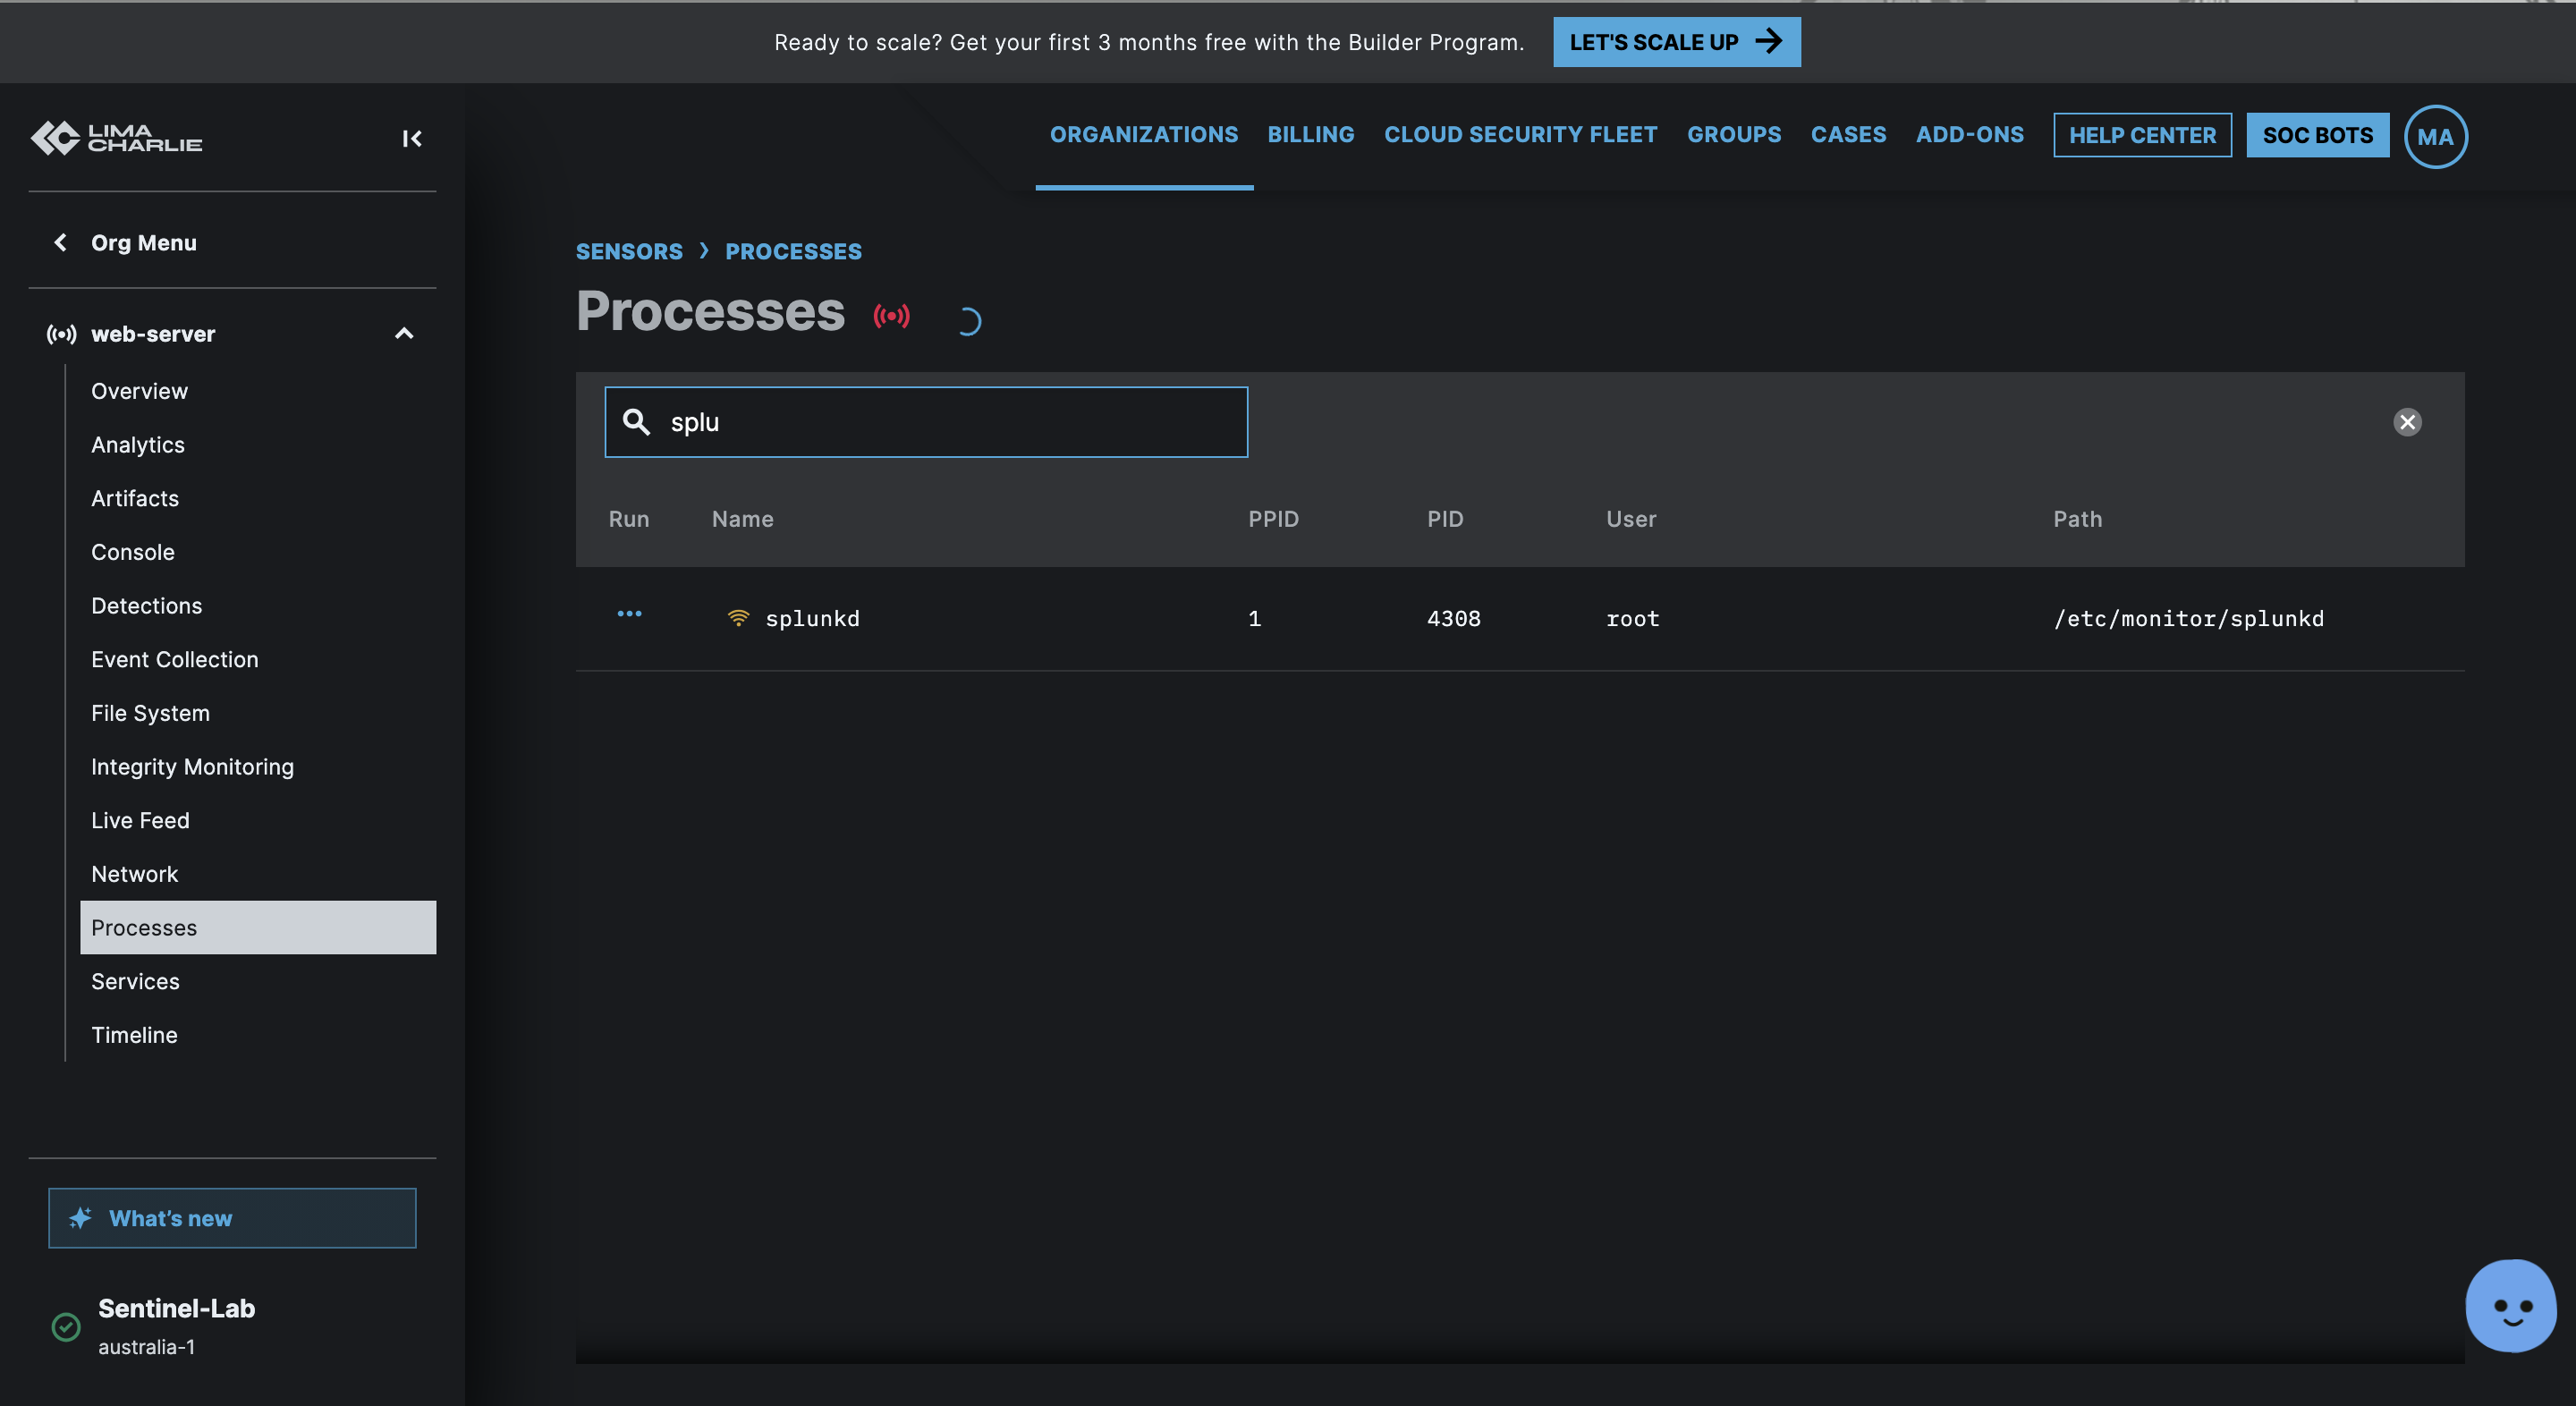 Ready to scale? Get your first 3 months free with the Builder Program. LET'S SCALE UP
LIMA
CHARLIE
ORGANIZATIONS BILLING CLOUD SECURITY FLEET GROUPS CASES ADD-ONS HELP CENTER SOC BOTS MA
Org Menu
web-server
Overview
Analytics
Artifacts
Console
Detections
Event Collection
File System
Integrity Monitoring
Live Feed
Network
Processes
Services
Timeline
What's new
Sentinel-Lab
australia-1
SENSORS PROCESSES
Processes
splu
Run Name PPID PID User Path
splunkd 1 4308 root /etc/monitor/splunkd